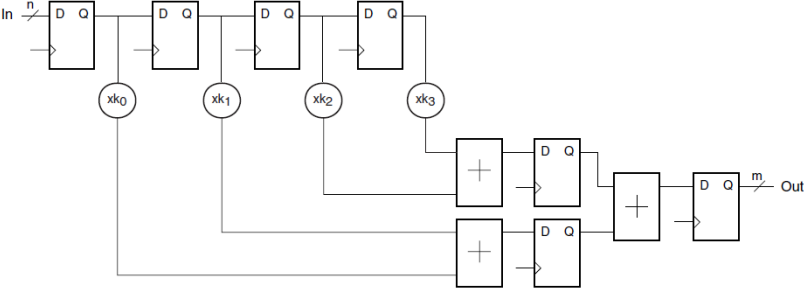 n
In D Q D Q D Q D Q
xk0 xk1 xk2 xk3
+ D Q
m
+ D Q Out
+ D Q